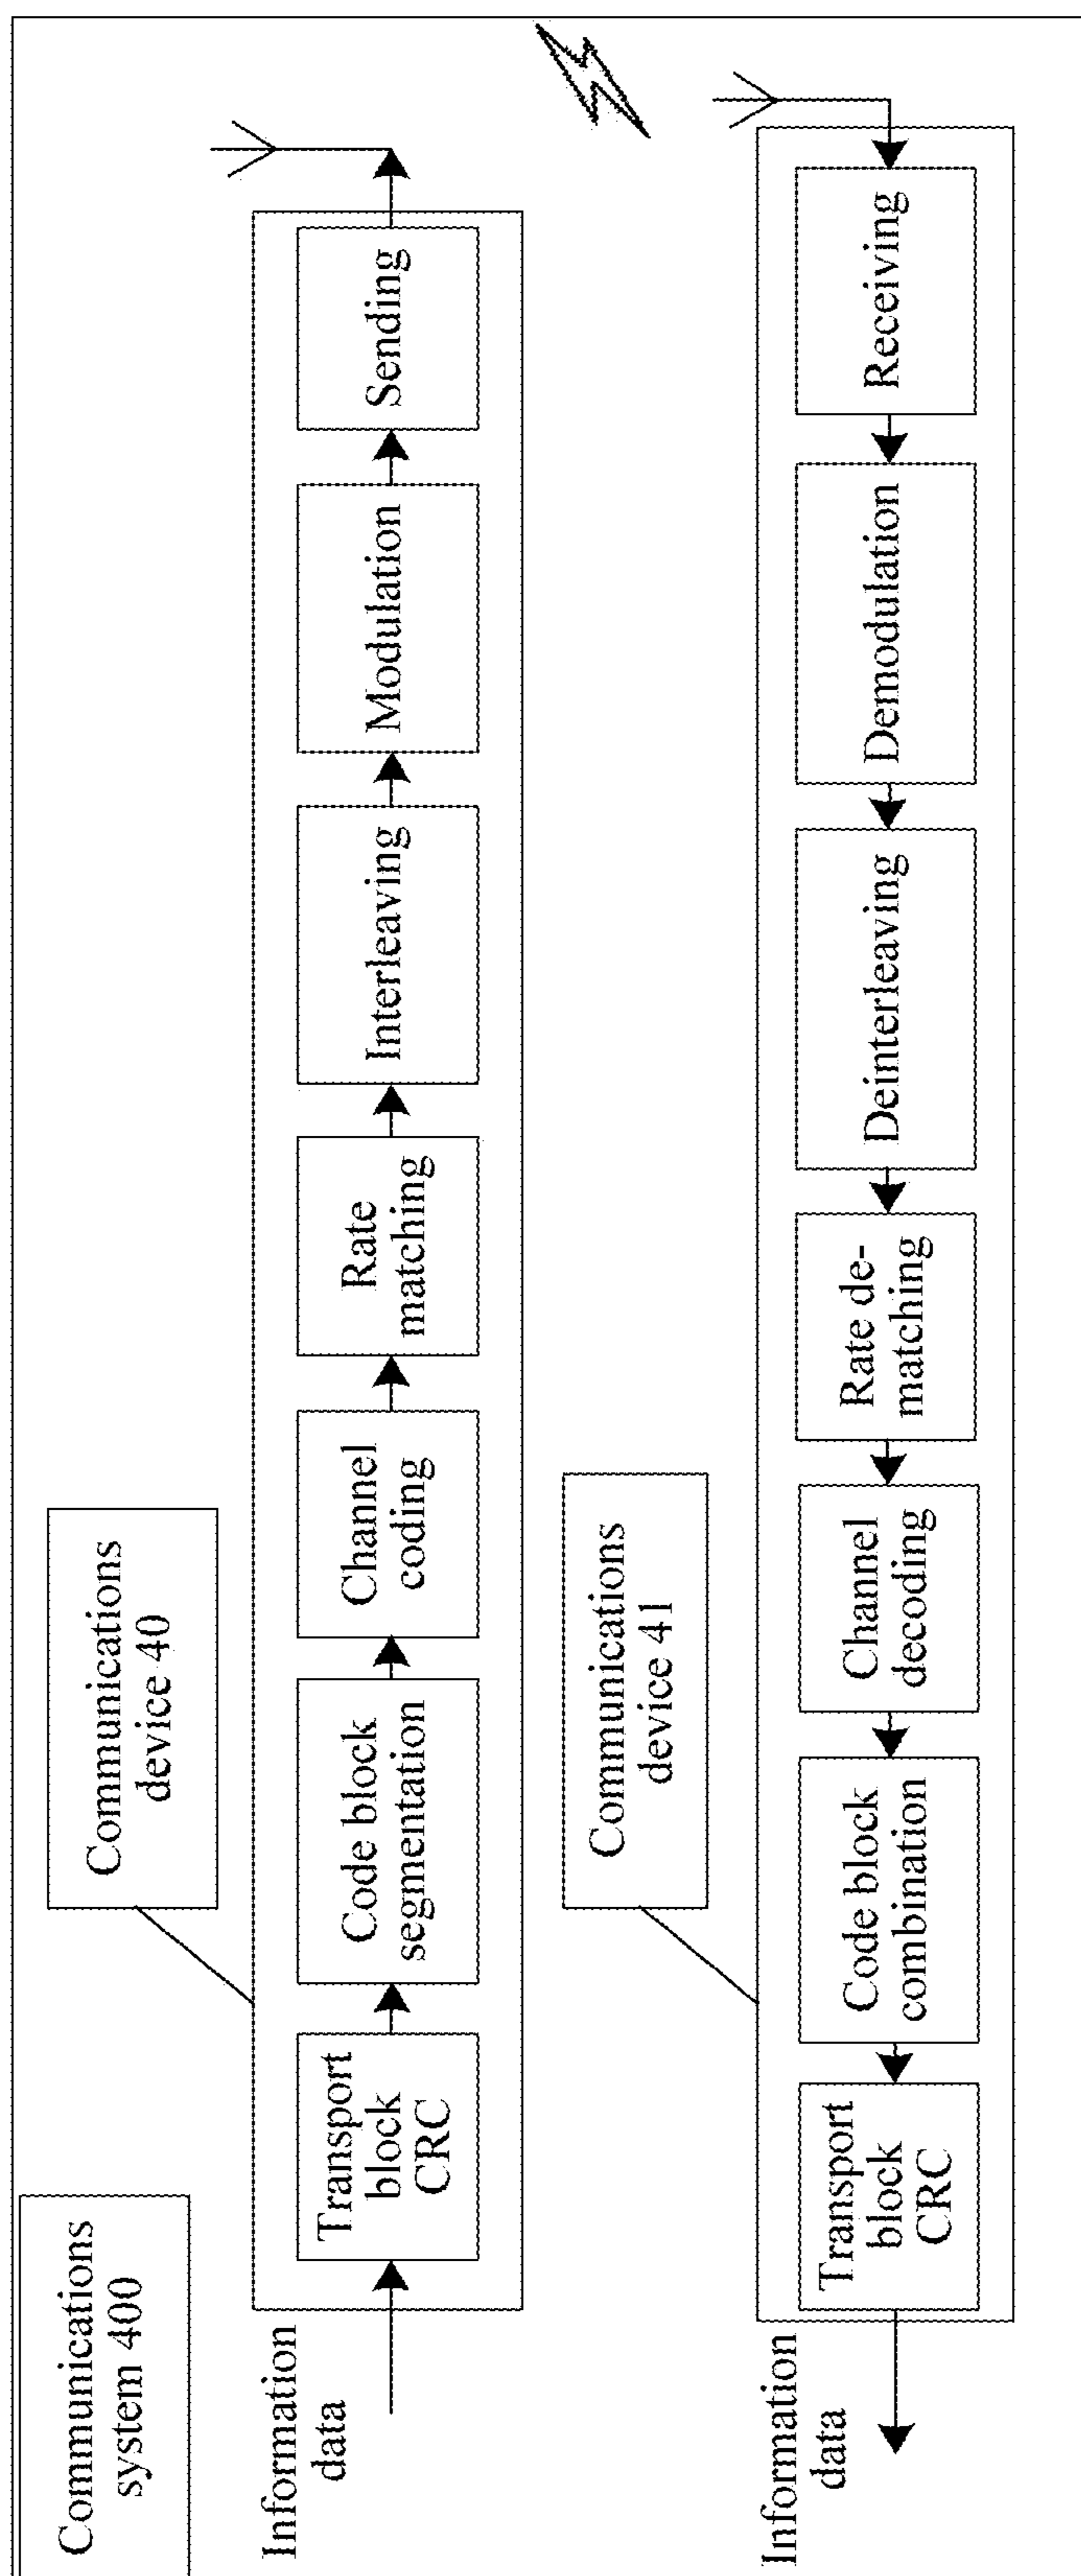 Communications
system 400
Communications
device 40
Information
data
Transport
block
CRC
Code block
segmentation
Channel
coding
Rate
matching
Interleaving
Modulation
Sending
Communications
device 41
Information
data
Transport
block
CRC
Code block
combination
Channel
decoding
Rate de-
matching
Deinterleaving
Demodulation
Receiving